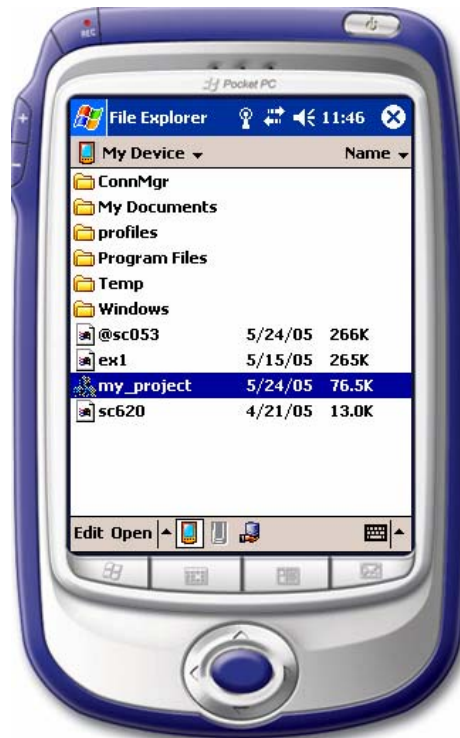 REC
Pocket PC
File Explorer 11:46
My Device Name
ConnMgr
My Documents
profiles
Program Files
Temp
Windows
@sc053 5/24/05 266K
ex1 5/15/05 265K
my_project 5/24/05 76.5K
sc620 4/21/05 13.0K
Edit Open